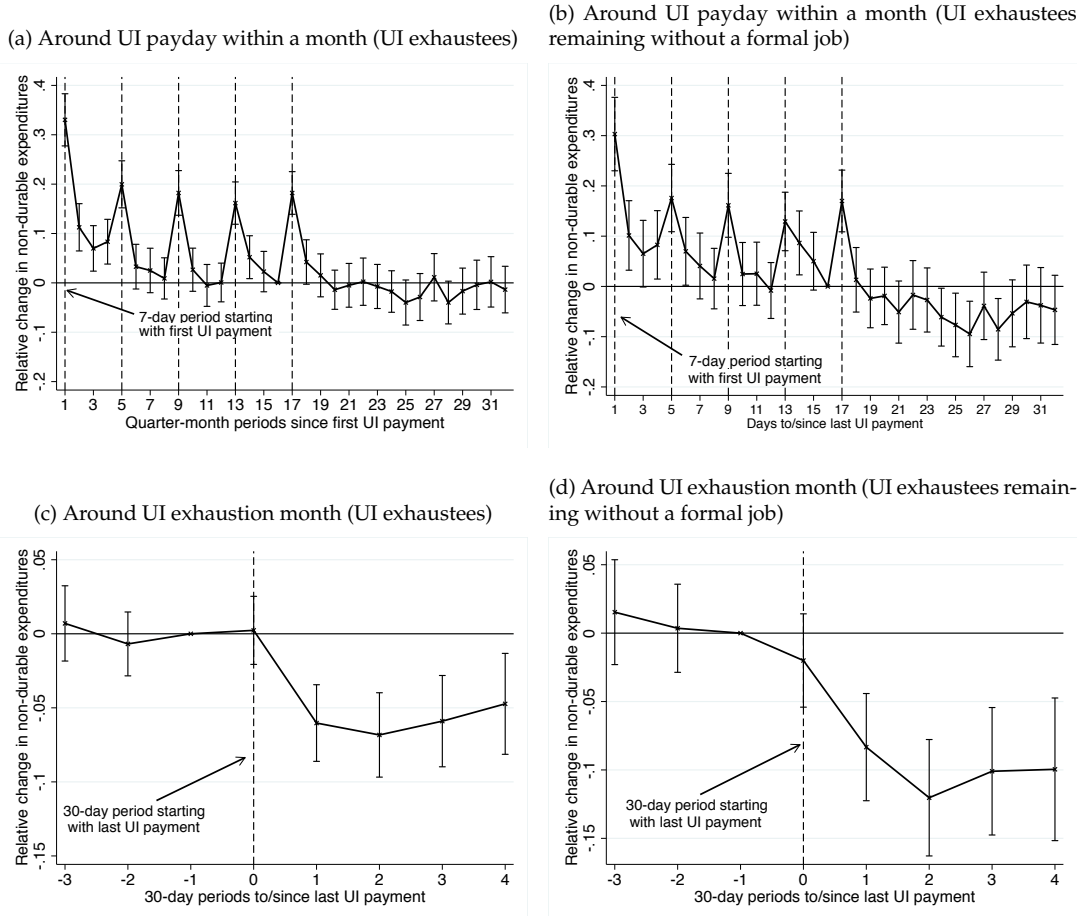 (a) Around UI payday within a month (UI exhaustees)
Relative change in non-durable expenditures
.4
.3
.2
.1
0
-.1
-.2
7-day period starting
with first UI payment
1 3 5 7 9 11 13 15 17 19 21 23 25 27 29 31
Quarter-month periods since first UI payment
(b) Around UI payday within a month (UI exhaustees
remaining without a formal job)
Relative change in non-durable expenditures
.4
.3
.2
.1
0
-.1
-.2
7-day period starting
with first UI payment
1 3 5 7 9 11 13 15 17 19 21 23 25 27 29 31
Days to/since last UI payment
(c) Around UI exhaustion month (UI exhaustees)
Relative change in non-durable expenditures
.05
0
-.05
-.1
-.15
30-day period starting
with last UI payment
-3 -2 -1 0 1 2 3 4
30-day periods to/since last UI payment
(d) Around UI exhaustion month (UI exhaustees remain-
ing without a formal job)
Relative change in non-durable expenditures
.05
0
-.05
-.1
-.15
30-day period starting
with last UI payment
-3 -2 -1 0 1 2 3 4
30-day periods to/since last UI payment